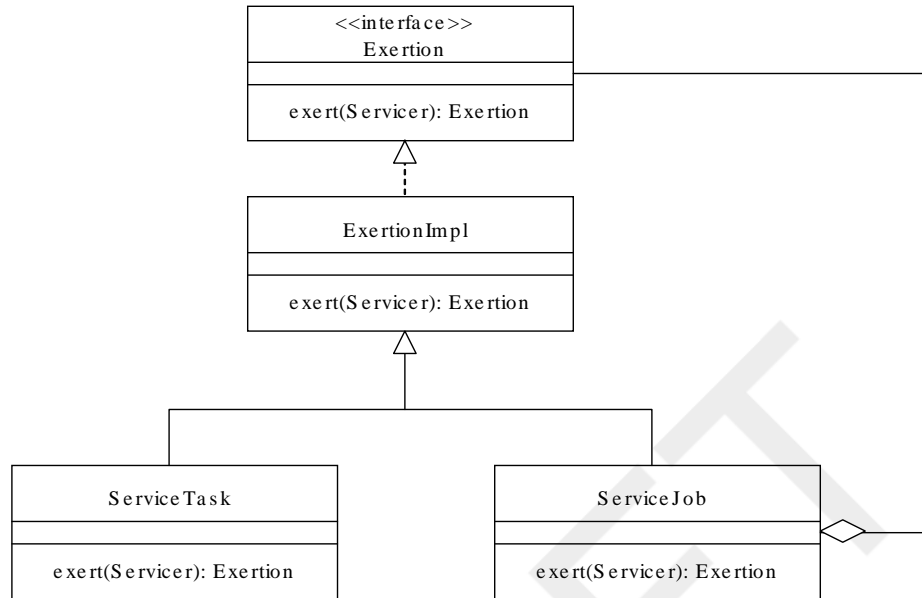 <<interface>>
Exertion
exert(Servicer): Exertion
ExertionImpl
exert(Servicer): Exertion
ServiceTask
ServiceJob
exert(Servicer): Exertion
exert(Servicer): Exertion